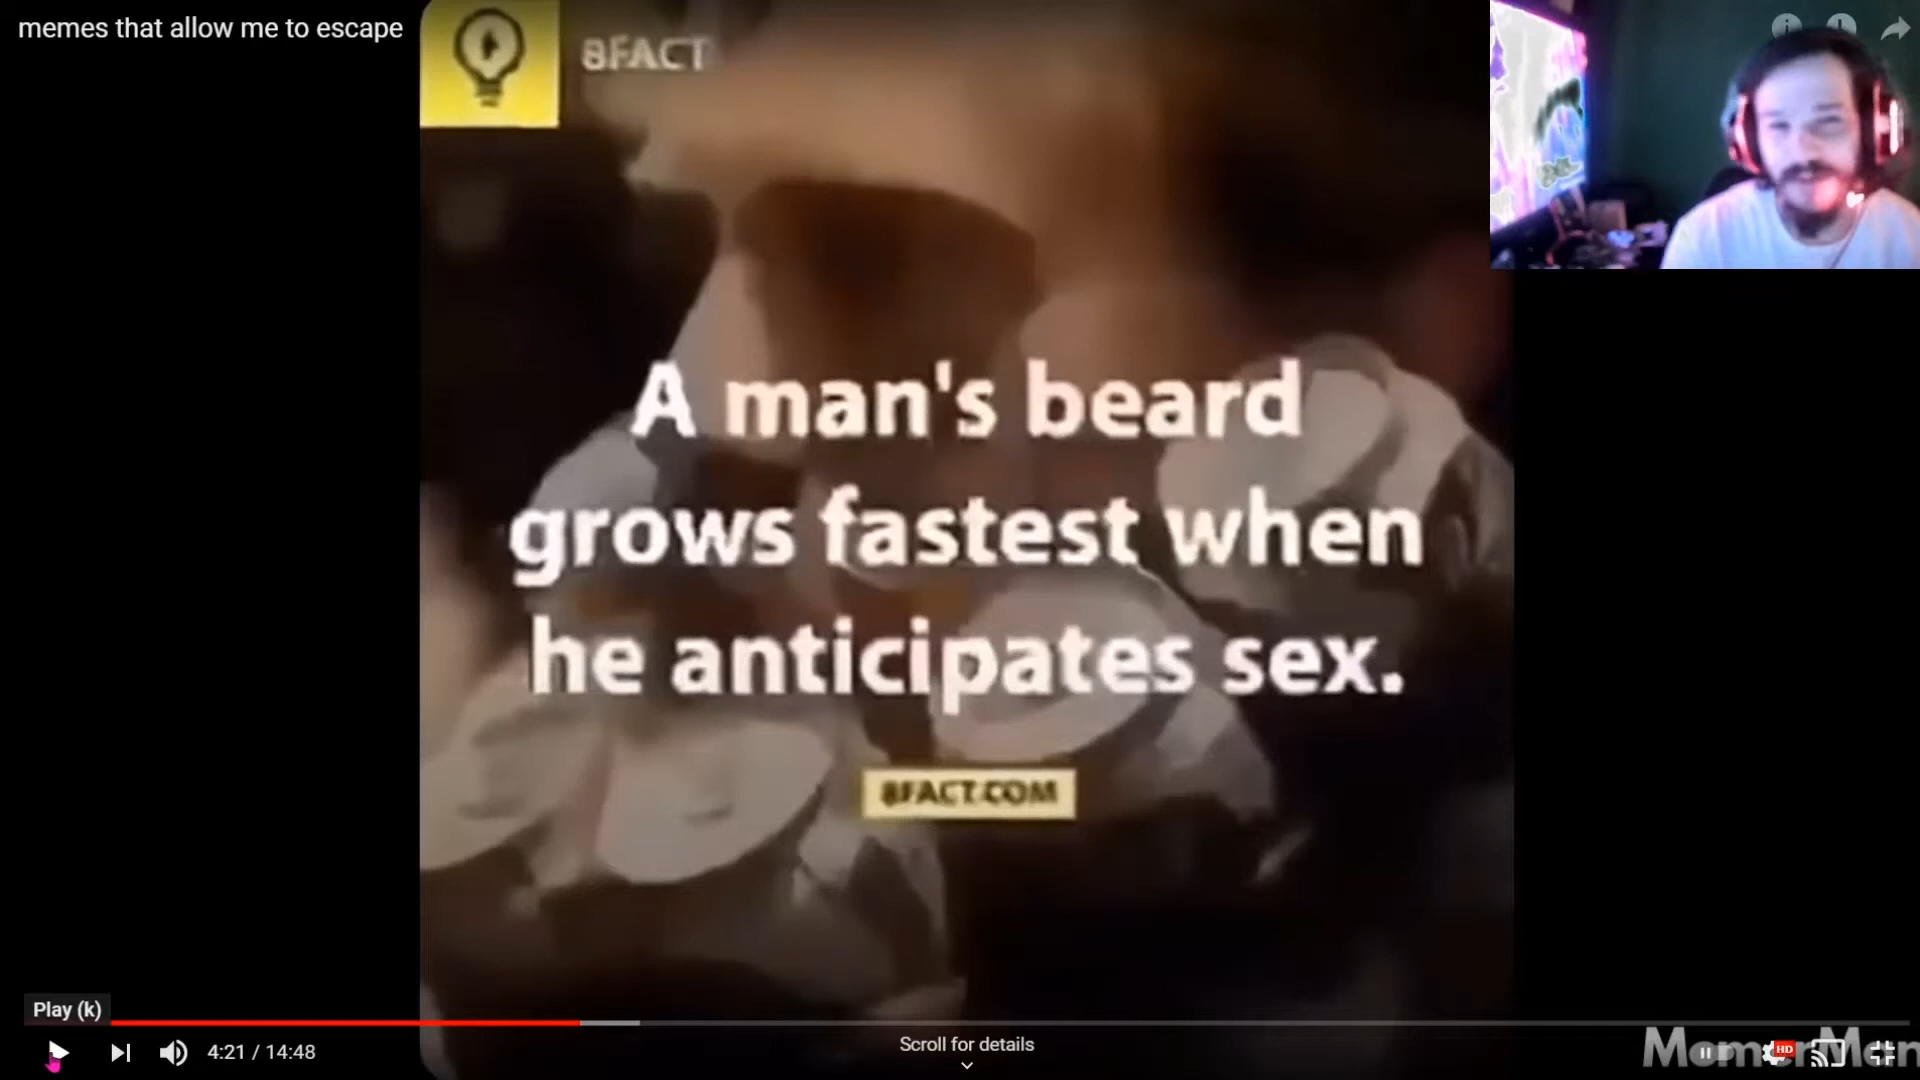 memes that allow me to escape
8FACT
A man's beard
grows fastest when
he anticipates sex.
8FACT.COM
Play (k)
4:21 / 14:48
Scroll for details
HD